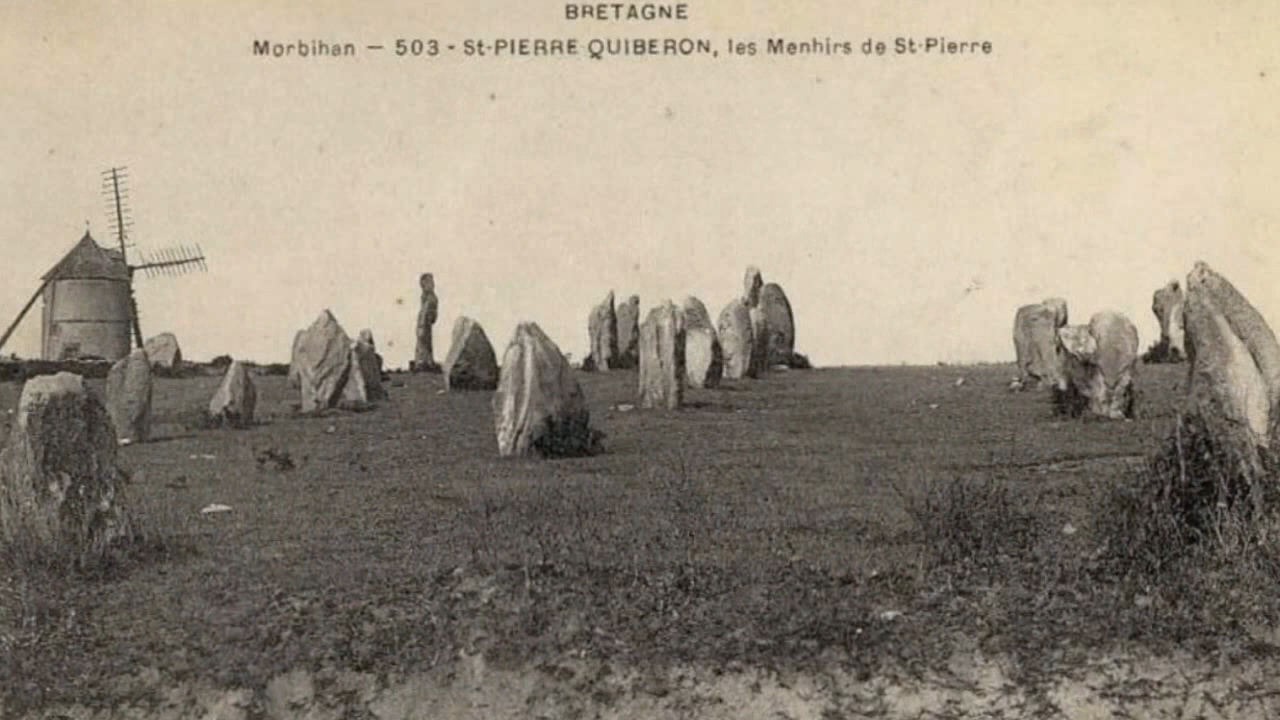 BRETAGNE
Morbihan — 503 - St-PIERRE QUIBERON, les Menhirs de St-Pierre